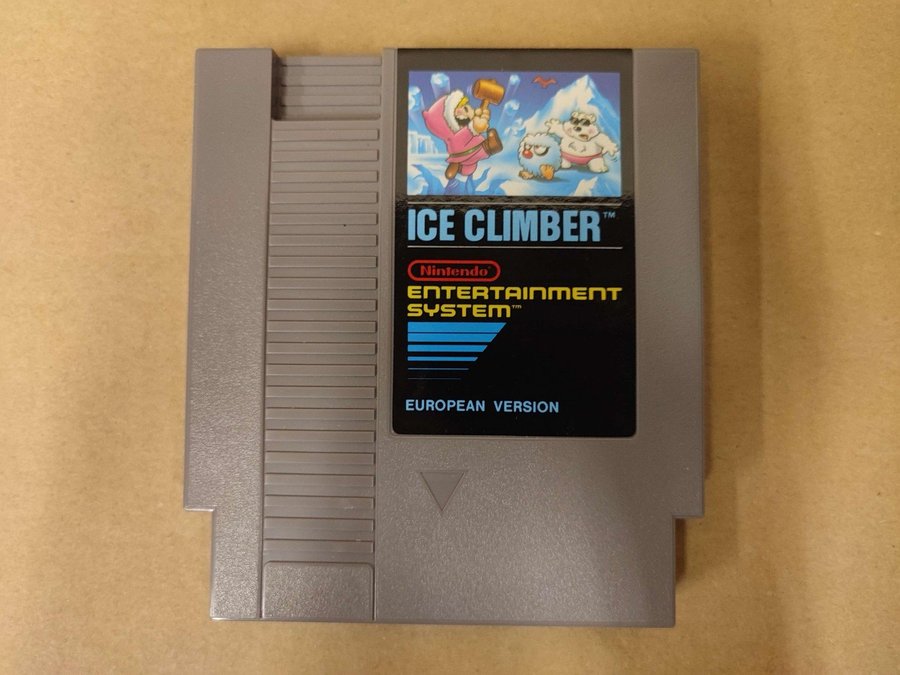 ICE CLIMBER™
Nintendo®
ENTERTAINMENT
SYSTEM™
EUROPEAN VERSION